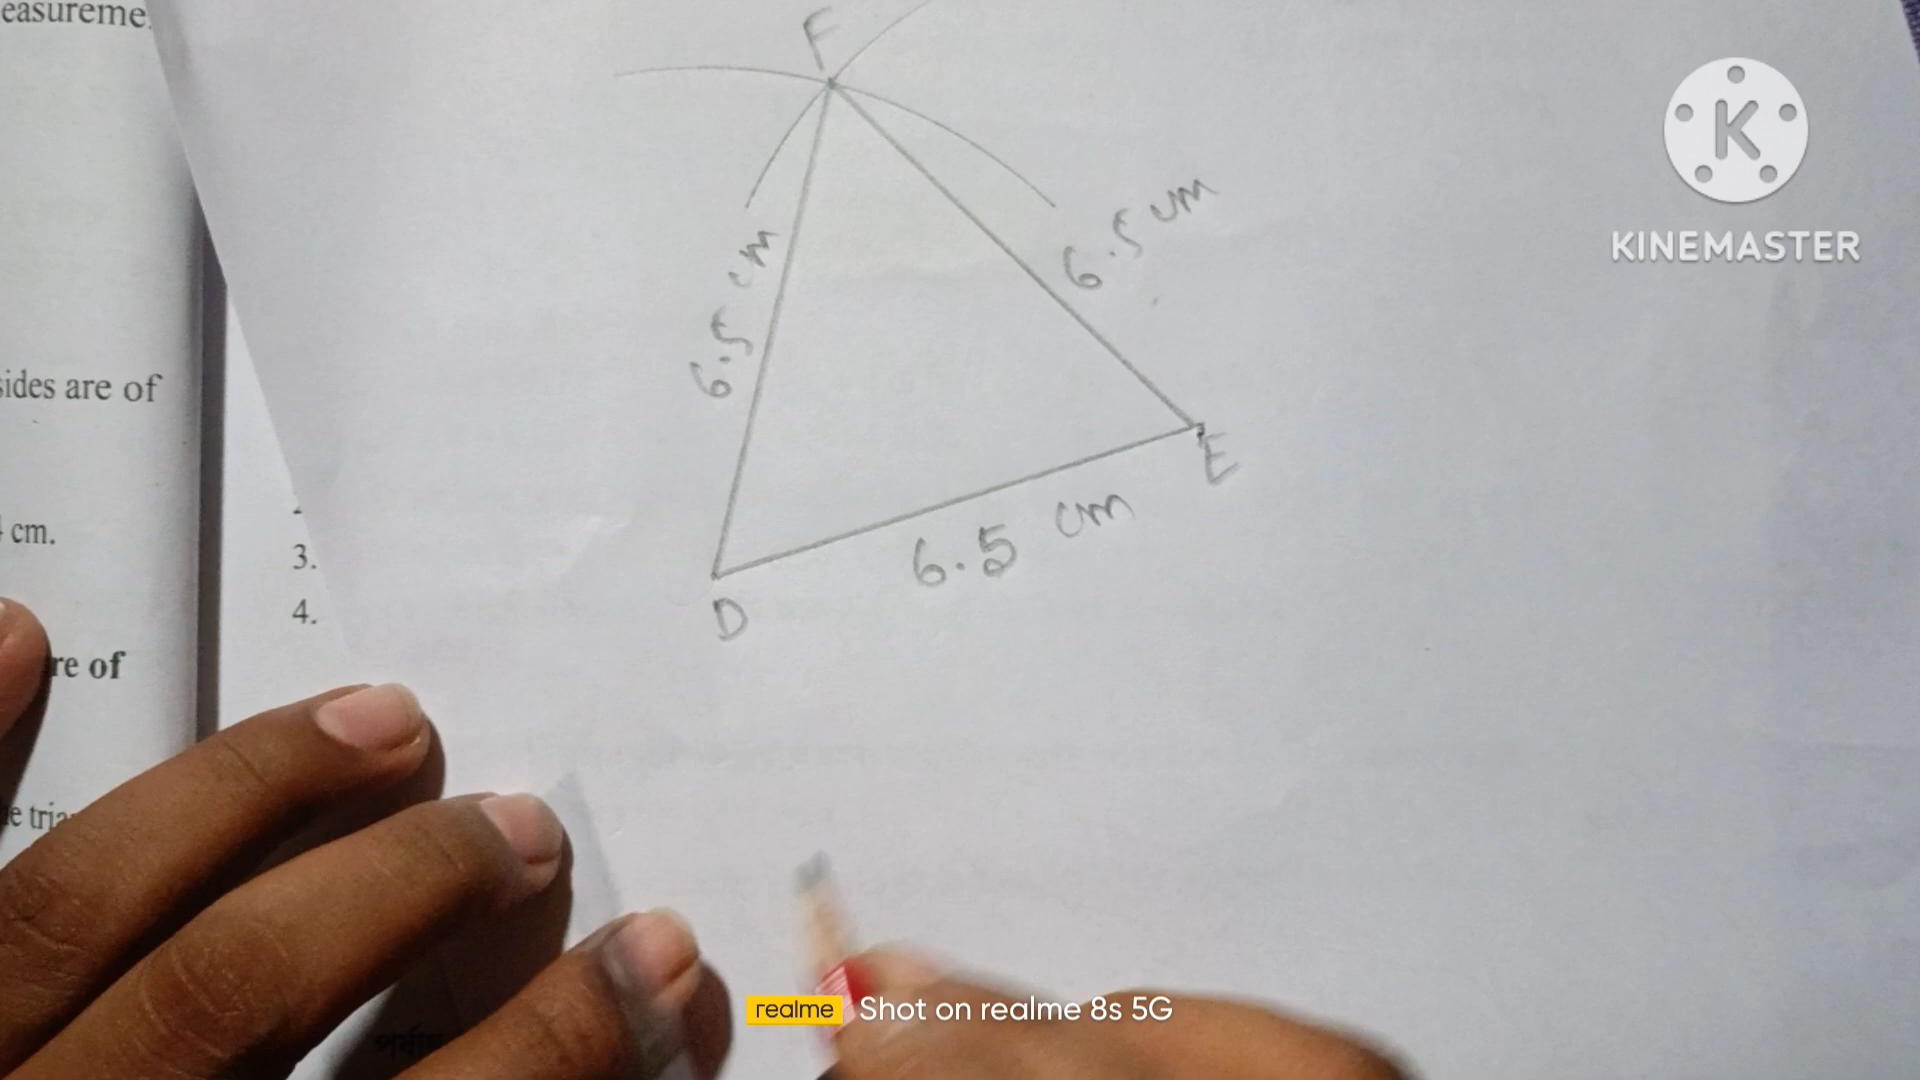 easureme
sides are of
cm.
re of
e tria
3.
4.
F
6.5 cm
6.5 cm
E
6.5 cm
D
K
KINEMASTER
realme Shot on realme 8s 5G